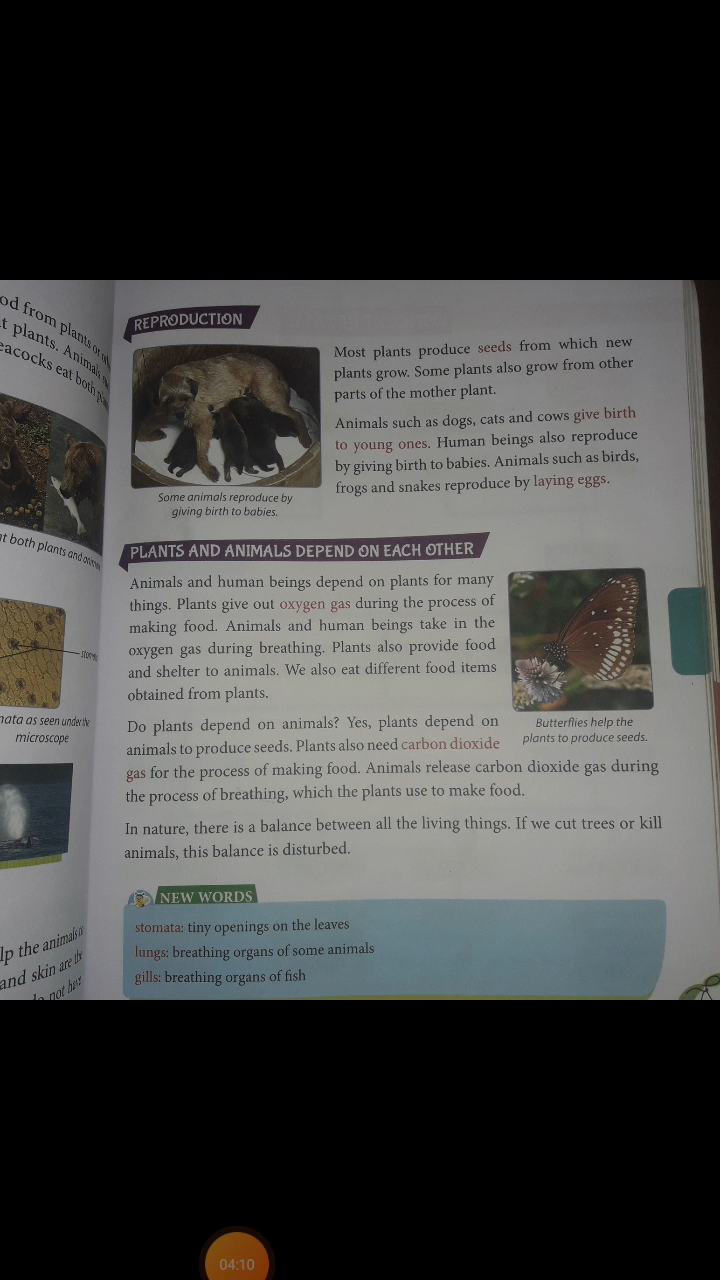 od from plants or
t plants. Animals
eacocks eat both
at both plants and
nata as seen under the
microscope
lp the animals
and skin are the
do not have
REPRODUCTION
Most plants produce seeds from which new
plants grow. Some plants also grow from other
parts of the mother plant.
Animals such as dogs, cats and cows give birth
to young ones. Human beings also reproduce
by giving birth to babies. Animals such as birds,
frogs and snakes reproduce by laying eggs.
Some animals reproduce by
giving birth to babies.
PLANTS AND ANIMALS DEPEND ON EACH OTHER
Animals and human beings depend on plants for many
things. Plants give out oxygen gas during the process of
making food. Animals and human beings take in the
oxygen gas during breathing. Plants also provide food
and shelter to animals. We also eat different food items
obtained from plants.
Butterflies help the
plants to produce seeds.
Do plants depend on animals? Yes, plants depend on
animals to produce seeds. Plants also need carbon dioxide
gas for the process of making food. Animals release carbon dioxide gas during
the process of breathing, which the plants use to make food.
In nature, there is a balance between all the living things. If we cut trees or kill
animals, this balance is disturbed.
NEW WORDS
stomata: tiny openings on the leaves
lungs: breathing organs of some animals
gills: breathing organs of fish
04:10